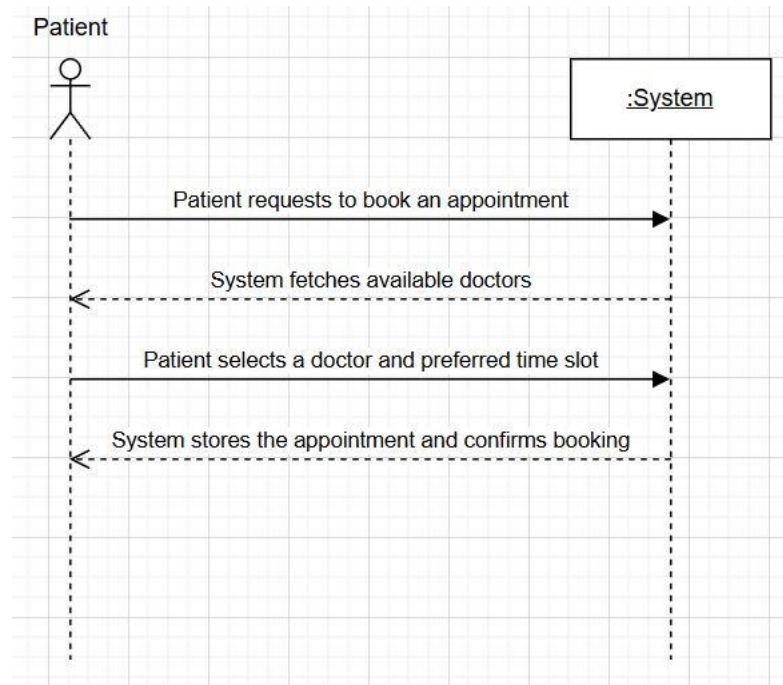 Patient
:System
Patient requests to book an appointment
System fetches available doctors
Patient selects a doctor and preferred time slot
System stores the appointment and confirms booking